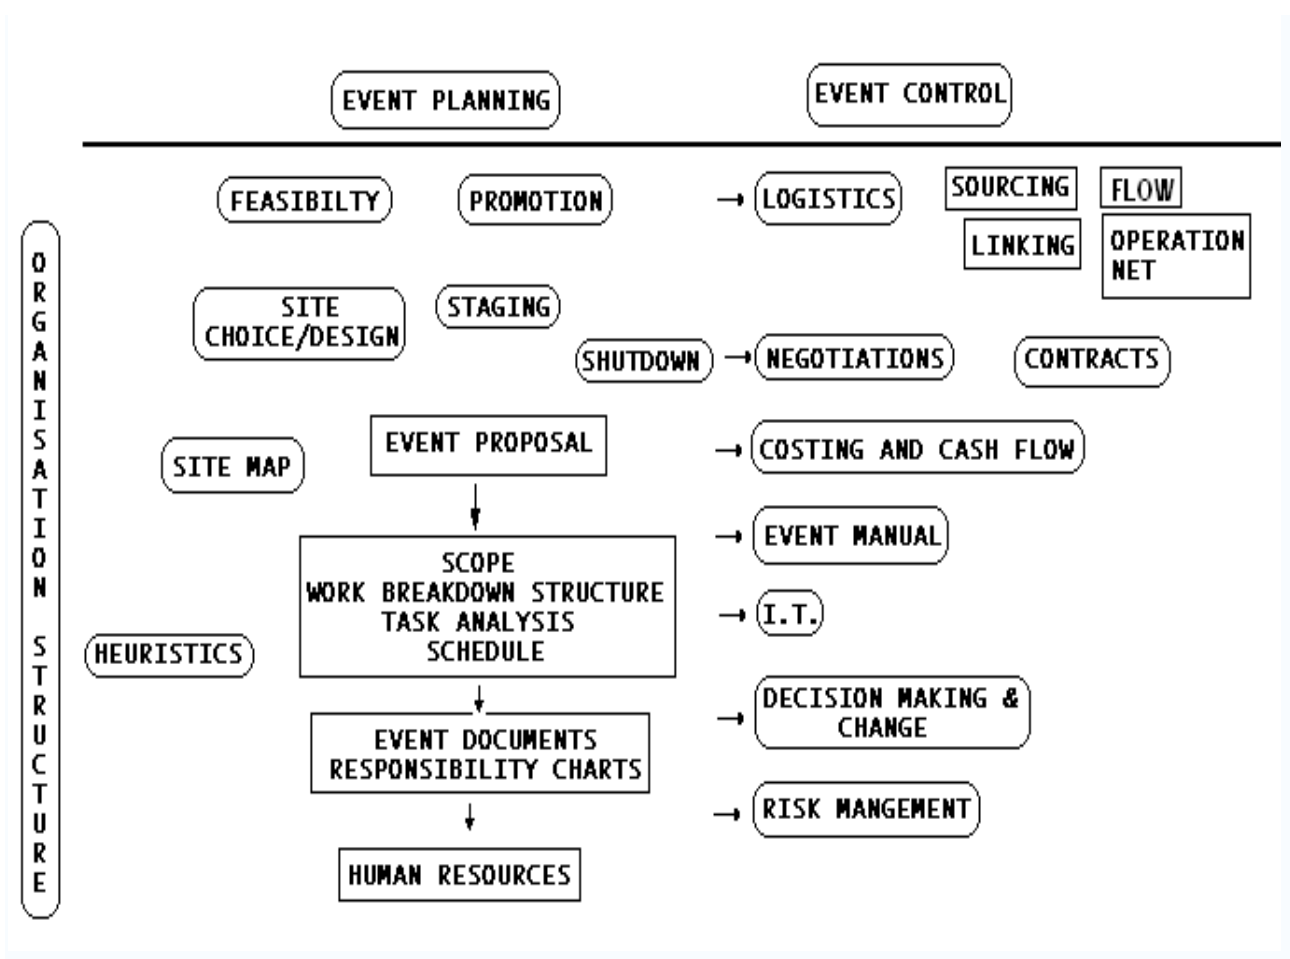 EVENT PLANNING
EVENT CONTROL
ORGANISATION STRUCTURE
FEASIBILTY
PROMOTION
LOGISTICS
SOURCING
FLOW
LINKING
OPERATION
NET
SITE
CHOICE/DESIGN
STAGING
SHUTDOWN
NEGOTIATIONS
CONTRACTS
SITE MAP
EVENT PROPOSAL
COSTING AND CASH FLOW
SCOPE
WORK BREAKDOWN STRUCTURE
TASK ANALYSIS
SCHEDULE
EVENT MANUAL
I.T.
HEURISTICS
DECISION MAKING &
CHANGE
EVENT DOCUMENTS
RESPONSIBILITY CHARTS
RISK MANGEMENT
HUMAN RESOURCES